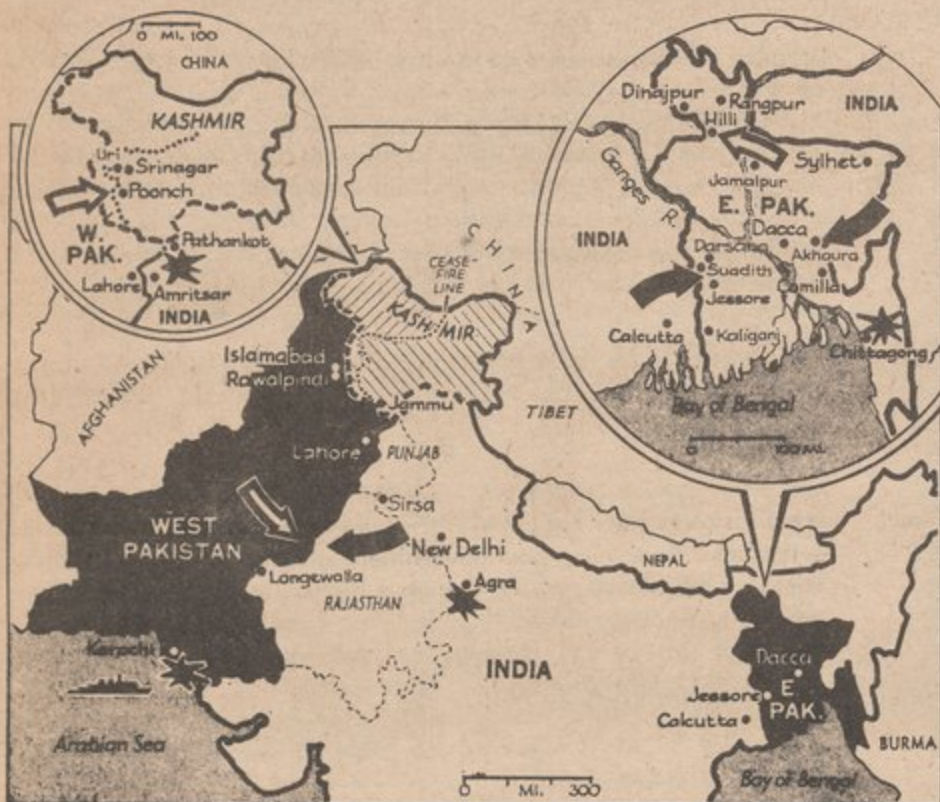 0 MI. 100
CHINA
KASHMIR
Uri
Srinagar
Poonch
W.
PAK.
Pathankot
Lahore
Amritsar
INDIA
Dinajpur
Rangpur
Hilli
INDIA
Ganges R.
Jamalpur
Sylhet
E. PAK.
INDIA
Dacca
Darsana
Akhoura
Suadith
Comilla
Jessore
Calcutta
Kaliganj
Chittagong
Bay of Bengal
0 100 MI.
CHINA
CEASE-
FIRE
LINE
KASHMIR
Islamabad
Rawalpindi
AFGHANISTAN
Jammu
TIBET
Lahore
PUNJAB
Sirsa
WEST
PAKISTAN
New Delhi
NEPAL
Longewalla
Agra
RAJASTHAN
Karachi
INDIA
Dacca
Jessore
E
PAK.
Calcutta
BURMA
Arabian Sea
Bay of Bengal
0 MI. 300